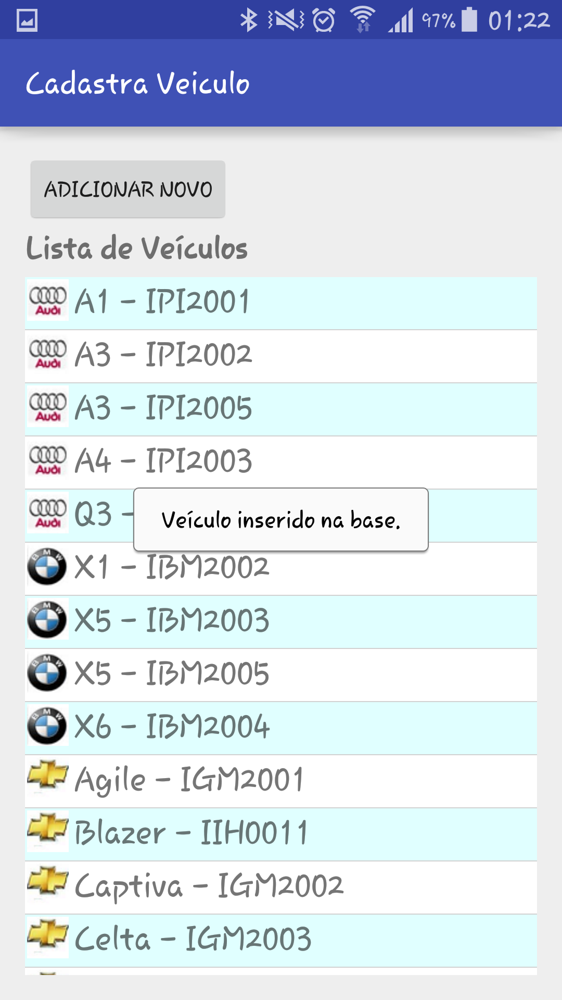 97% 01:22
Cadastra Veiculo
ADICIONAR NOVO
Lista de Veículos
Audi A1 - IPI2001
Audi A3 - IPI2002
Audi A3 - IPI2005
Audi A4 - IPI2003
Audi Q3 -
Veículo inserido na base.
BMW X1 - IBM2002
BMW X5 - IBM2003
BMW X5 - IBM2005
BMW X6 - IBM2004
Agile - IGM2001
Blazer - IIH0011
Captiva - IGM2002
Celta - IGM2003